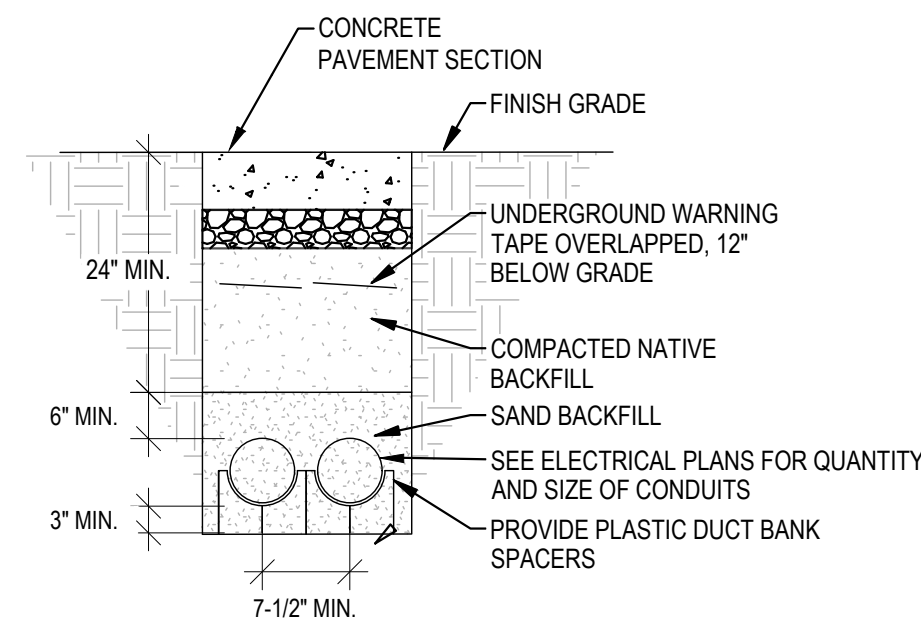 CONCRETE
PAVEMENT SECTION
FINISH GRADE
UNDERGROUND WARNING
TAPE OVERLAPPED, 12"
BELOW GRADE
24" MIN.
COMPACTED NATIVE
BACKFILL
6" MIN.
SAND BACKFILL
SEE ELECTRICAL PLANS FOR QUANTITY
AND SIZE OF CONDUITS
3" MIN.
PROVIDE PLASTIC DUCT BANK
SPACERS
7-1/2" MIN.